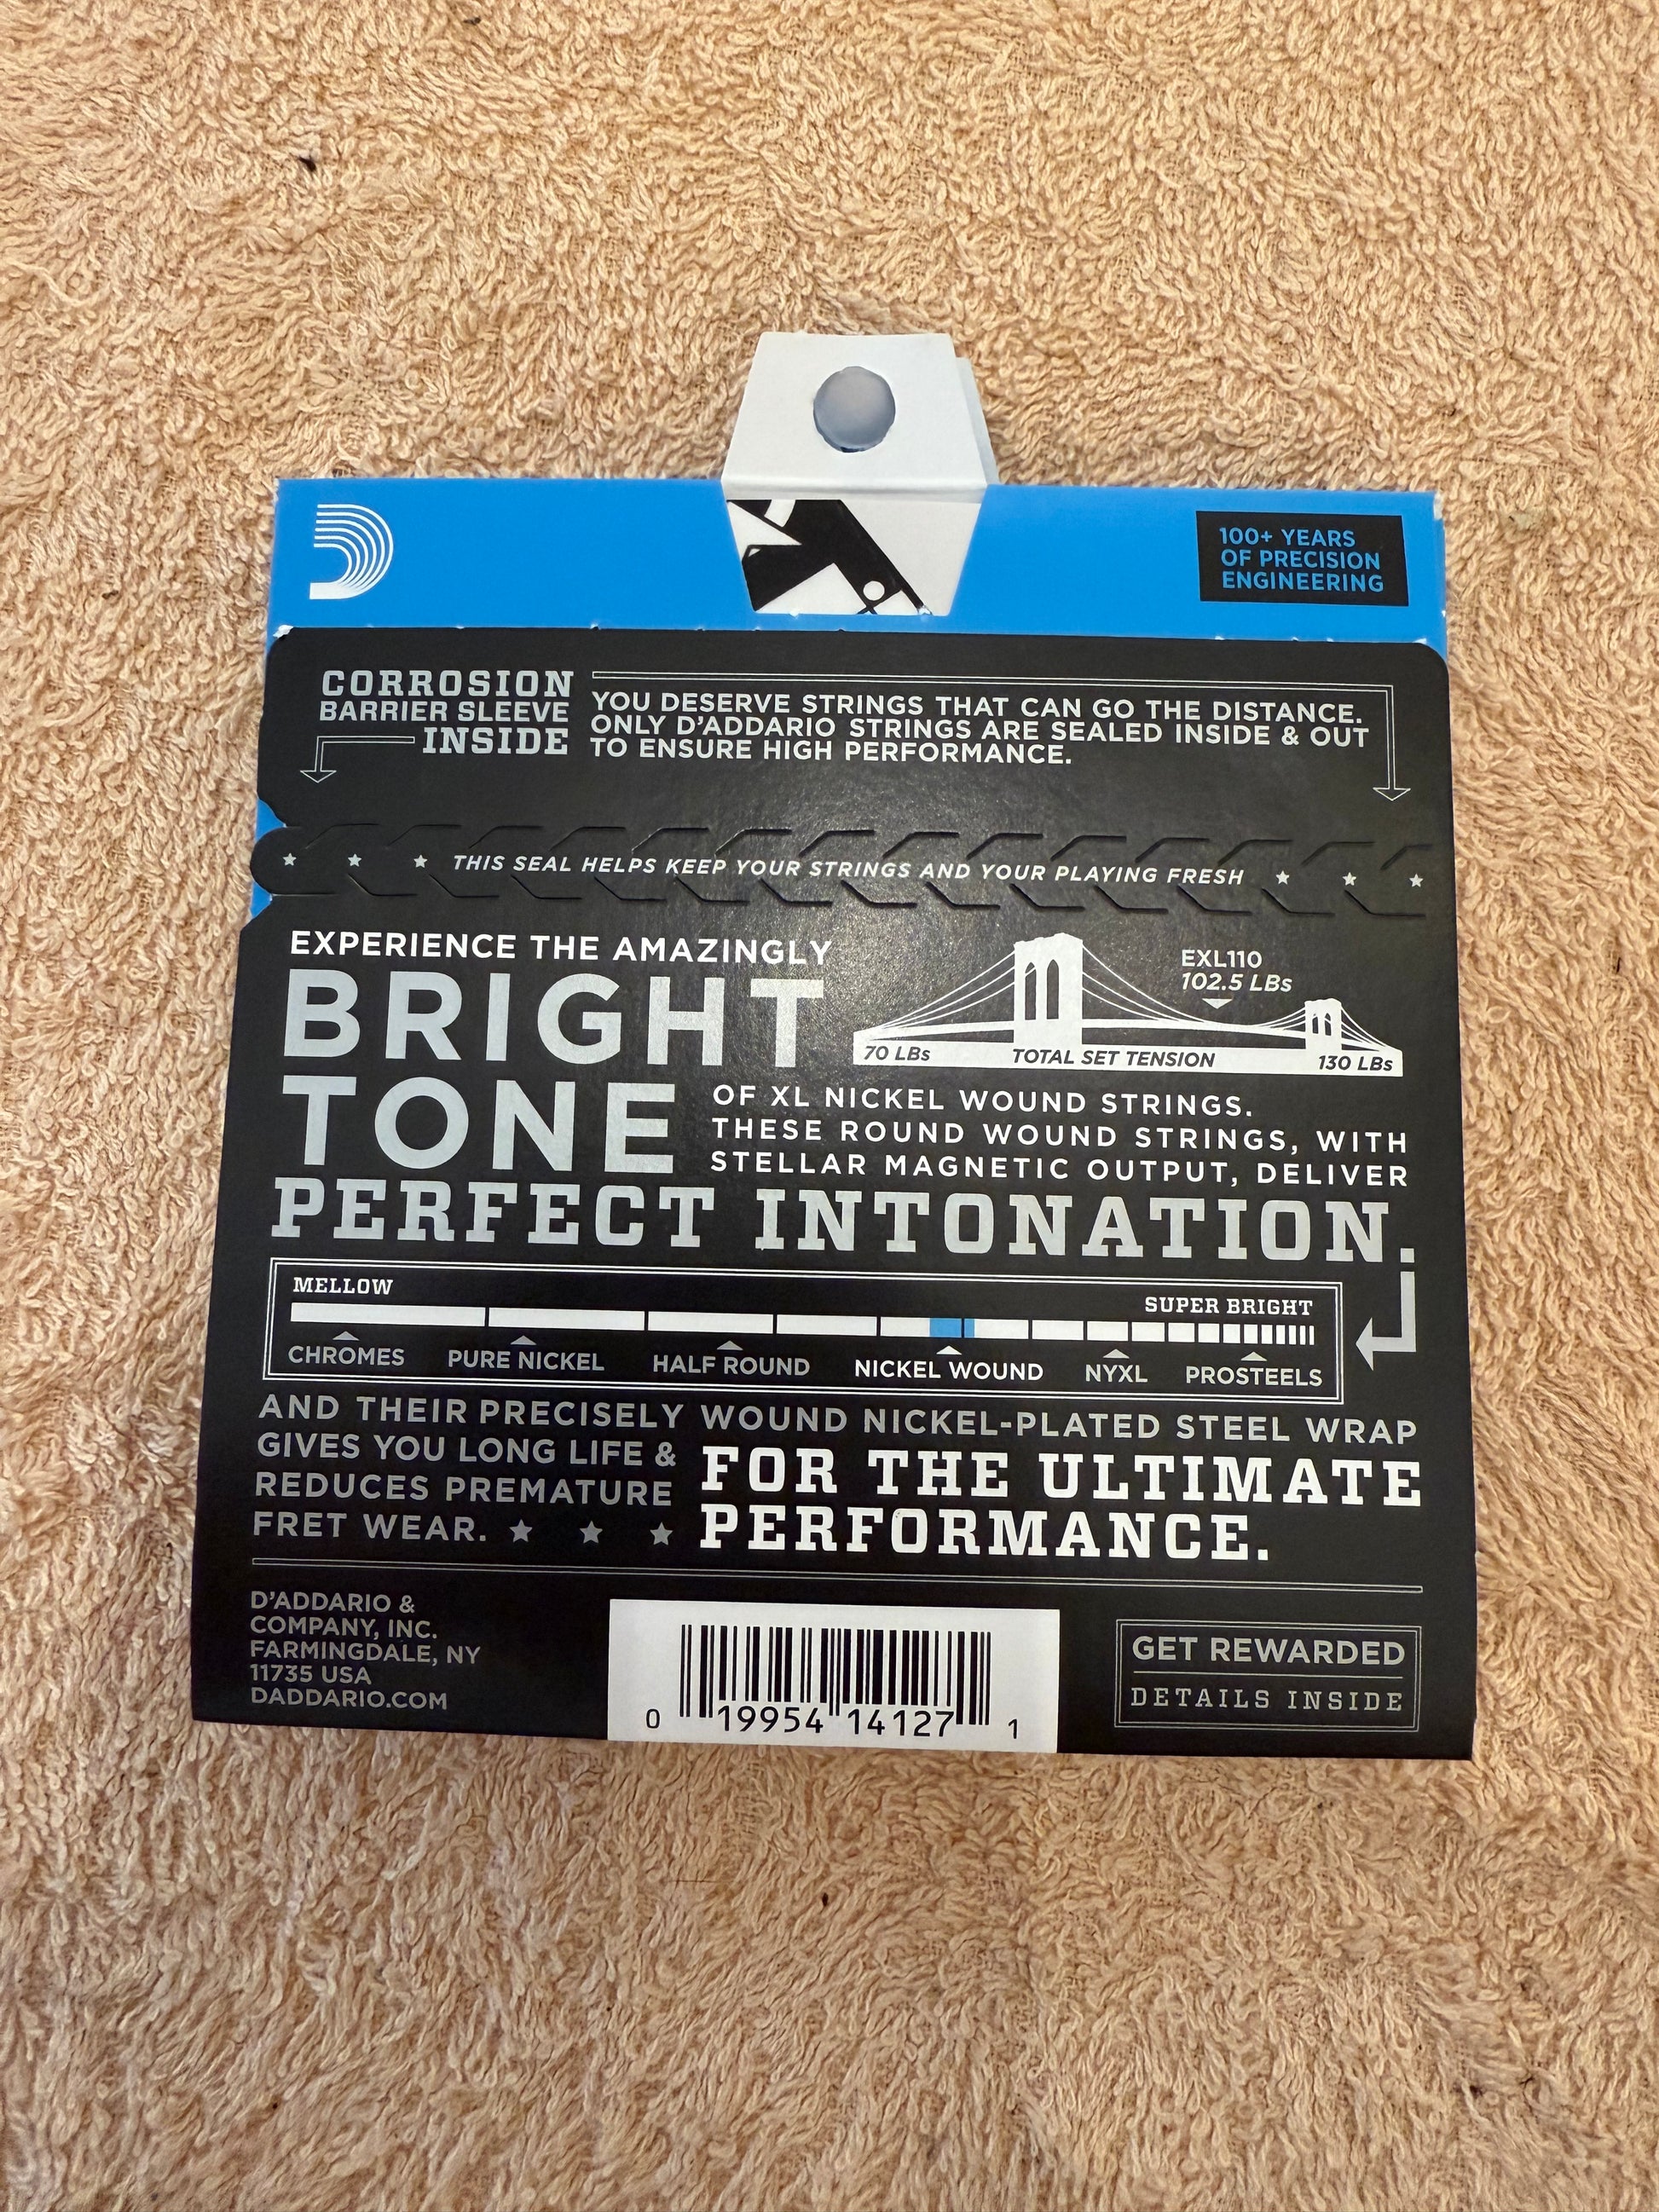 100+ YEARS
OF PRECISION
ENGINEERING
CORROSION
BARRIER SLEEVE
INSIDE
YOU DESERVE STRINGS THAT CAN GO THE DISTANCE.
ONLY D'ADDARIO STRINGS ARE SEALED INSIDE & OUT
TO ENSURE HIGH PERFORMANCE.
THIS SEAL HELPS KEEP YOUR STRINGS AND YOUR PLAYING FRESH
EXPERIENCE THE AMAZINGLY
BRIGHT
TONE
EXL110
102.5 LBs
70 LBs TOTAL SET TENSION 130 LBs
OF XL NICKEL WOUND STRINGS.
THESE ROUND WOUND STRINGS, WITH
STELLAR MAGNETIC OUTPUT, DELIVER
PERFECT INTONATION.
MELLOW
SUPER BRIGHT
CHROMES PURE NICKEL HALF ROUND NICKEL WOUND NYXL PROSTEELS
AND THEIR PRECISELY WOUND NICKEL-PLATED STEEL WRAP
GIVES YOU LONG LIFE &
REDUCES PREMATURE
FRET WEAR.
FOR THE ULTIMATE
PERFORMANCE.
D'ADDARIO &
COMPANY, INC.
FARMINGDALE, NY
11735 USA
DADDARIO.COM
0 19954 14127 1
GET REWARDED
DETAILS INSIDE